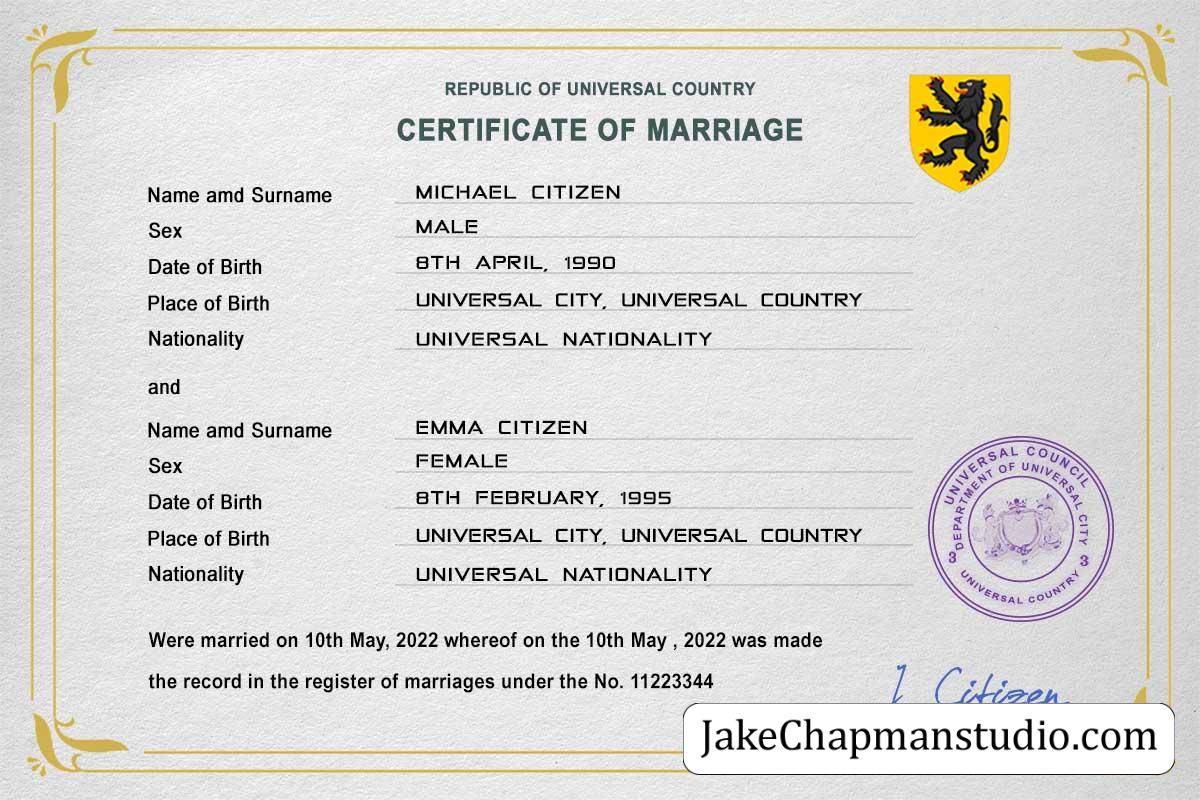 REPUBLIC OF UNIVERSAL COUNTRY
CERTIFICATE OF MARRIAGE
Name amd Surname MICHAEL CITIZEN
Sex MALE
Date of Birth 8TH APRIL, 1990
Place of Birth UNIVERSAL CITY, UNIVERSAL COUNTRY
Nationality UNIVERSAL NATIONALITY
and
Name amd Surname EMMA CITIZEN
Sex FEMALE
Date of Birth 8TH FEBRUARY, 1995
Place of Birth UNIVERSAL CITY, UNIVERSAL COUNTRY
Nationality UNIVERSAL NATIONALITY
UNIVERSAL COUNCIL
DEPARTMENT OF UNIVERSAL CITY
3 3
UNIVERSAL COUNTRY
Were married on 10th May, 2022 whereof on the 10th May , 2022 was made
the record in the register of marriages under the No. 11223344
Citizen
JakeChapmanstudio.com